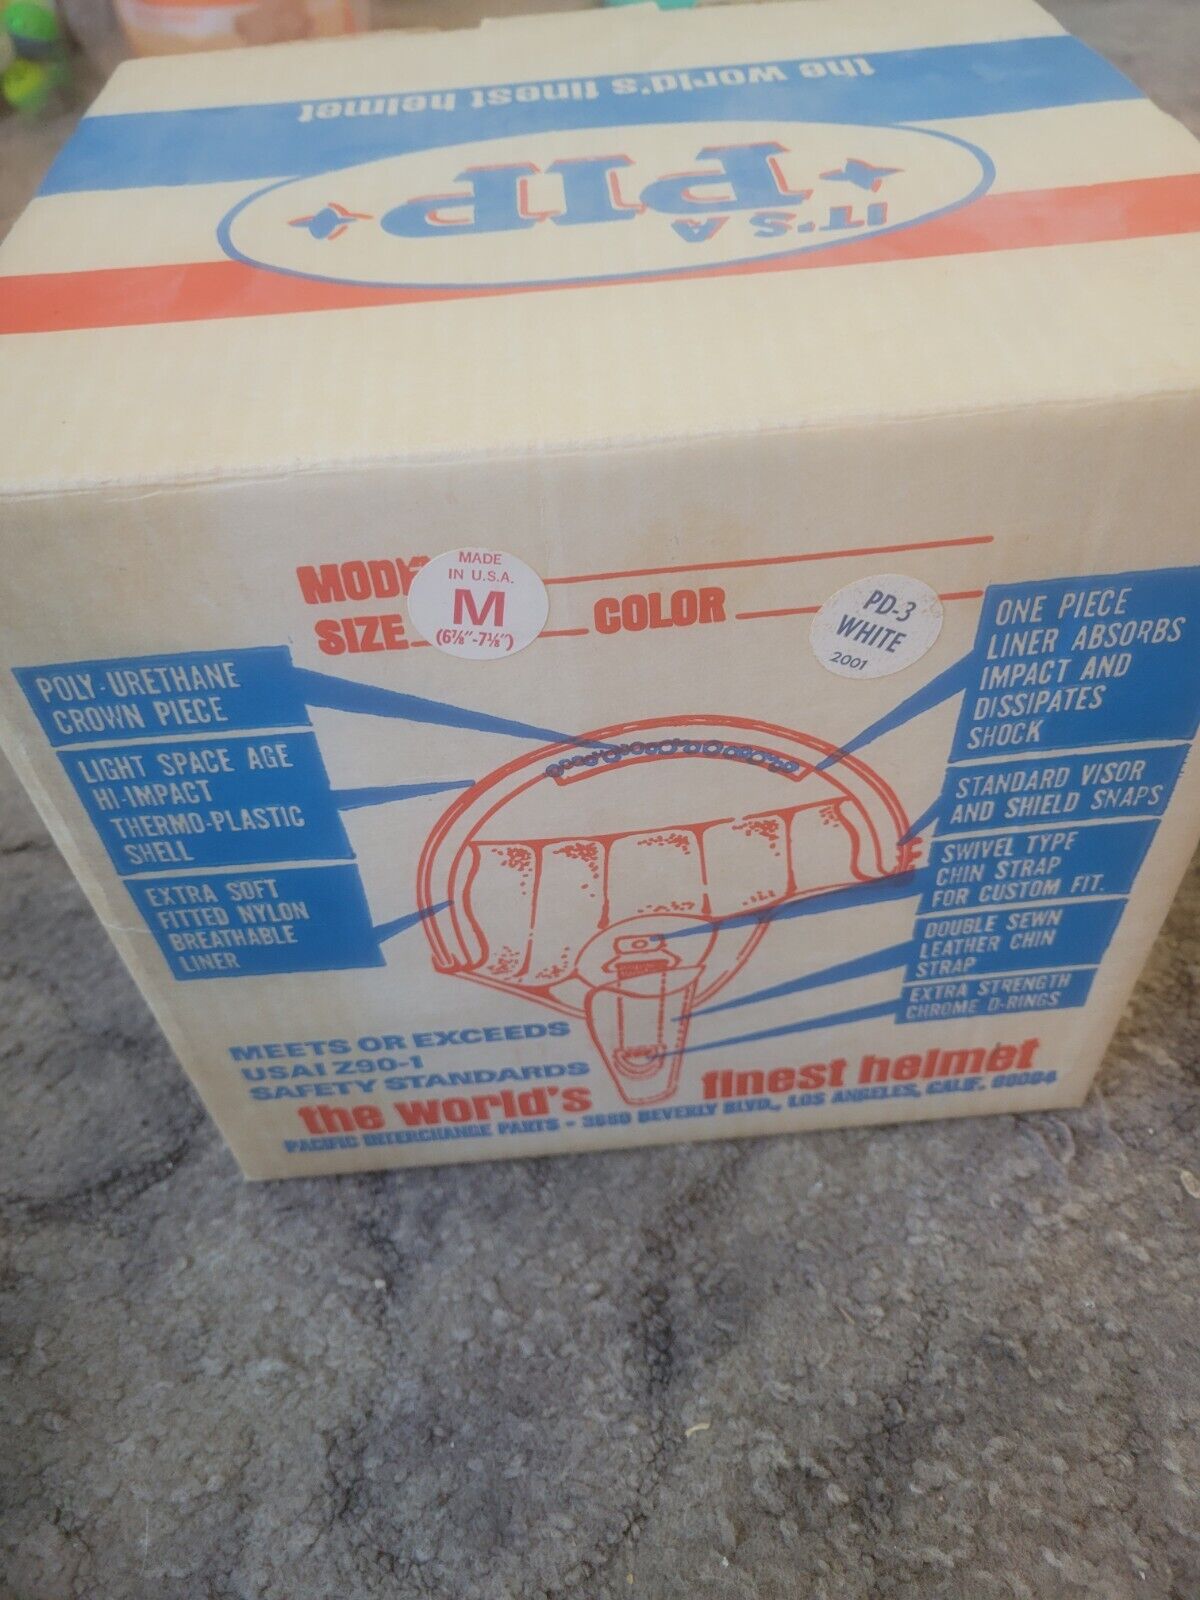 the world's finest helmet
IT'S A
PIP
MADE
IN U.S.A.
M
(6⅞"-7⅛")
SIZE
COLOR
PD-3
WHITE
2001
POLY-URETHANE
CROWN PIECE
LIGHT SPACE AGE
HI-IMPACT
THERMO-PLASTIC
SHELL
EXTRA SOFT
FITTED NYLON
BREATHABLE
LINER
ONE PIECE
LINER ABSORBS
IMPACT AND
DISSIPATES
SHOCK
STANDARD VISOR
AND SHIELD SNAPS
SWIVEL TYPE
CHIN STRAP
FOR CUSTOM FIT.
DOUBLE SEWN
LEATHER CHIN
STRAP
EXTRA STRENGTH
CHROME D-RINGS
MEETS OR EXCEEDS
USAI Z90-1
SAFETY STANDARDS
the world's finest helmet
PACIFIC INTERCHANGE PARTS - BEVERLY BLVD., LOS ANGELES, CALIF.